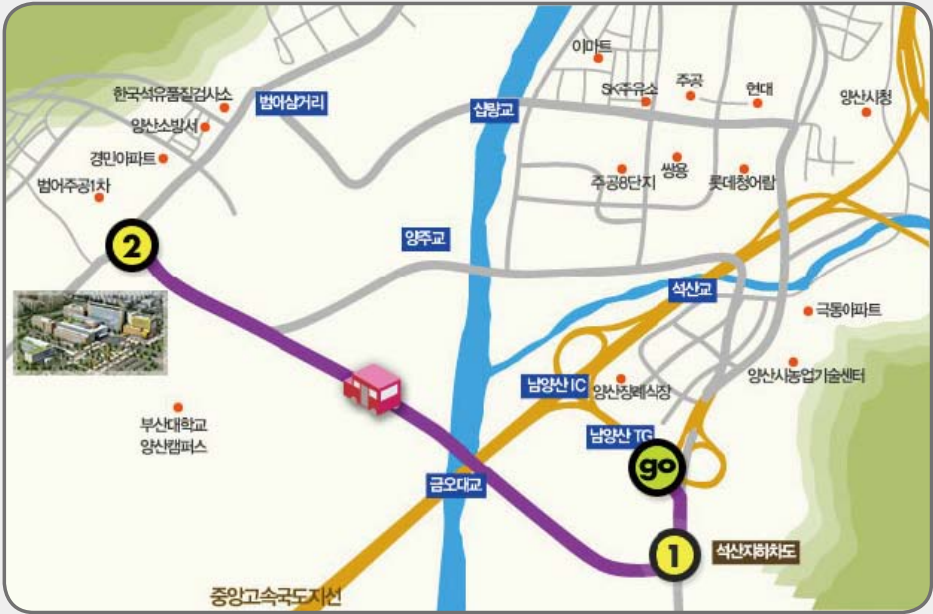 이마트
SK주유소
주공
현대
양산시청
한국석유품질검사소
범어삼거리
삽량교
양산소방서
경민아파트
범어주공1차
주공8단지
쌍용
롯데청어람
2
양주교
석산교
극동아파트
남양산 IC
양산장례식장
양산시농업기술센터
부산대학교
양산캠퍼스
남양산 TG
go
금오대교
1
석산지하차도
중앙고속국도지선